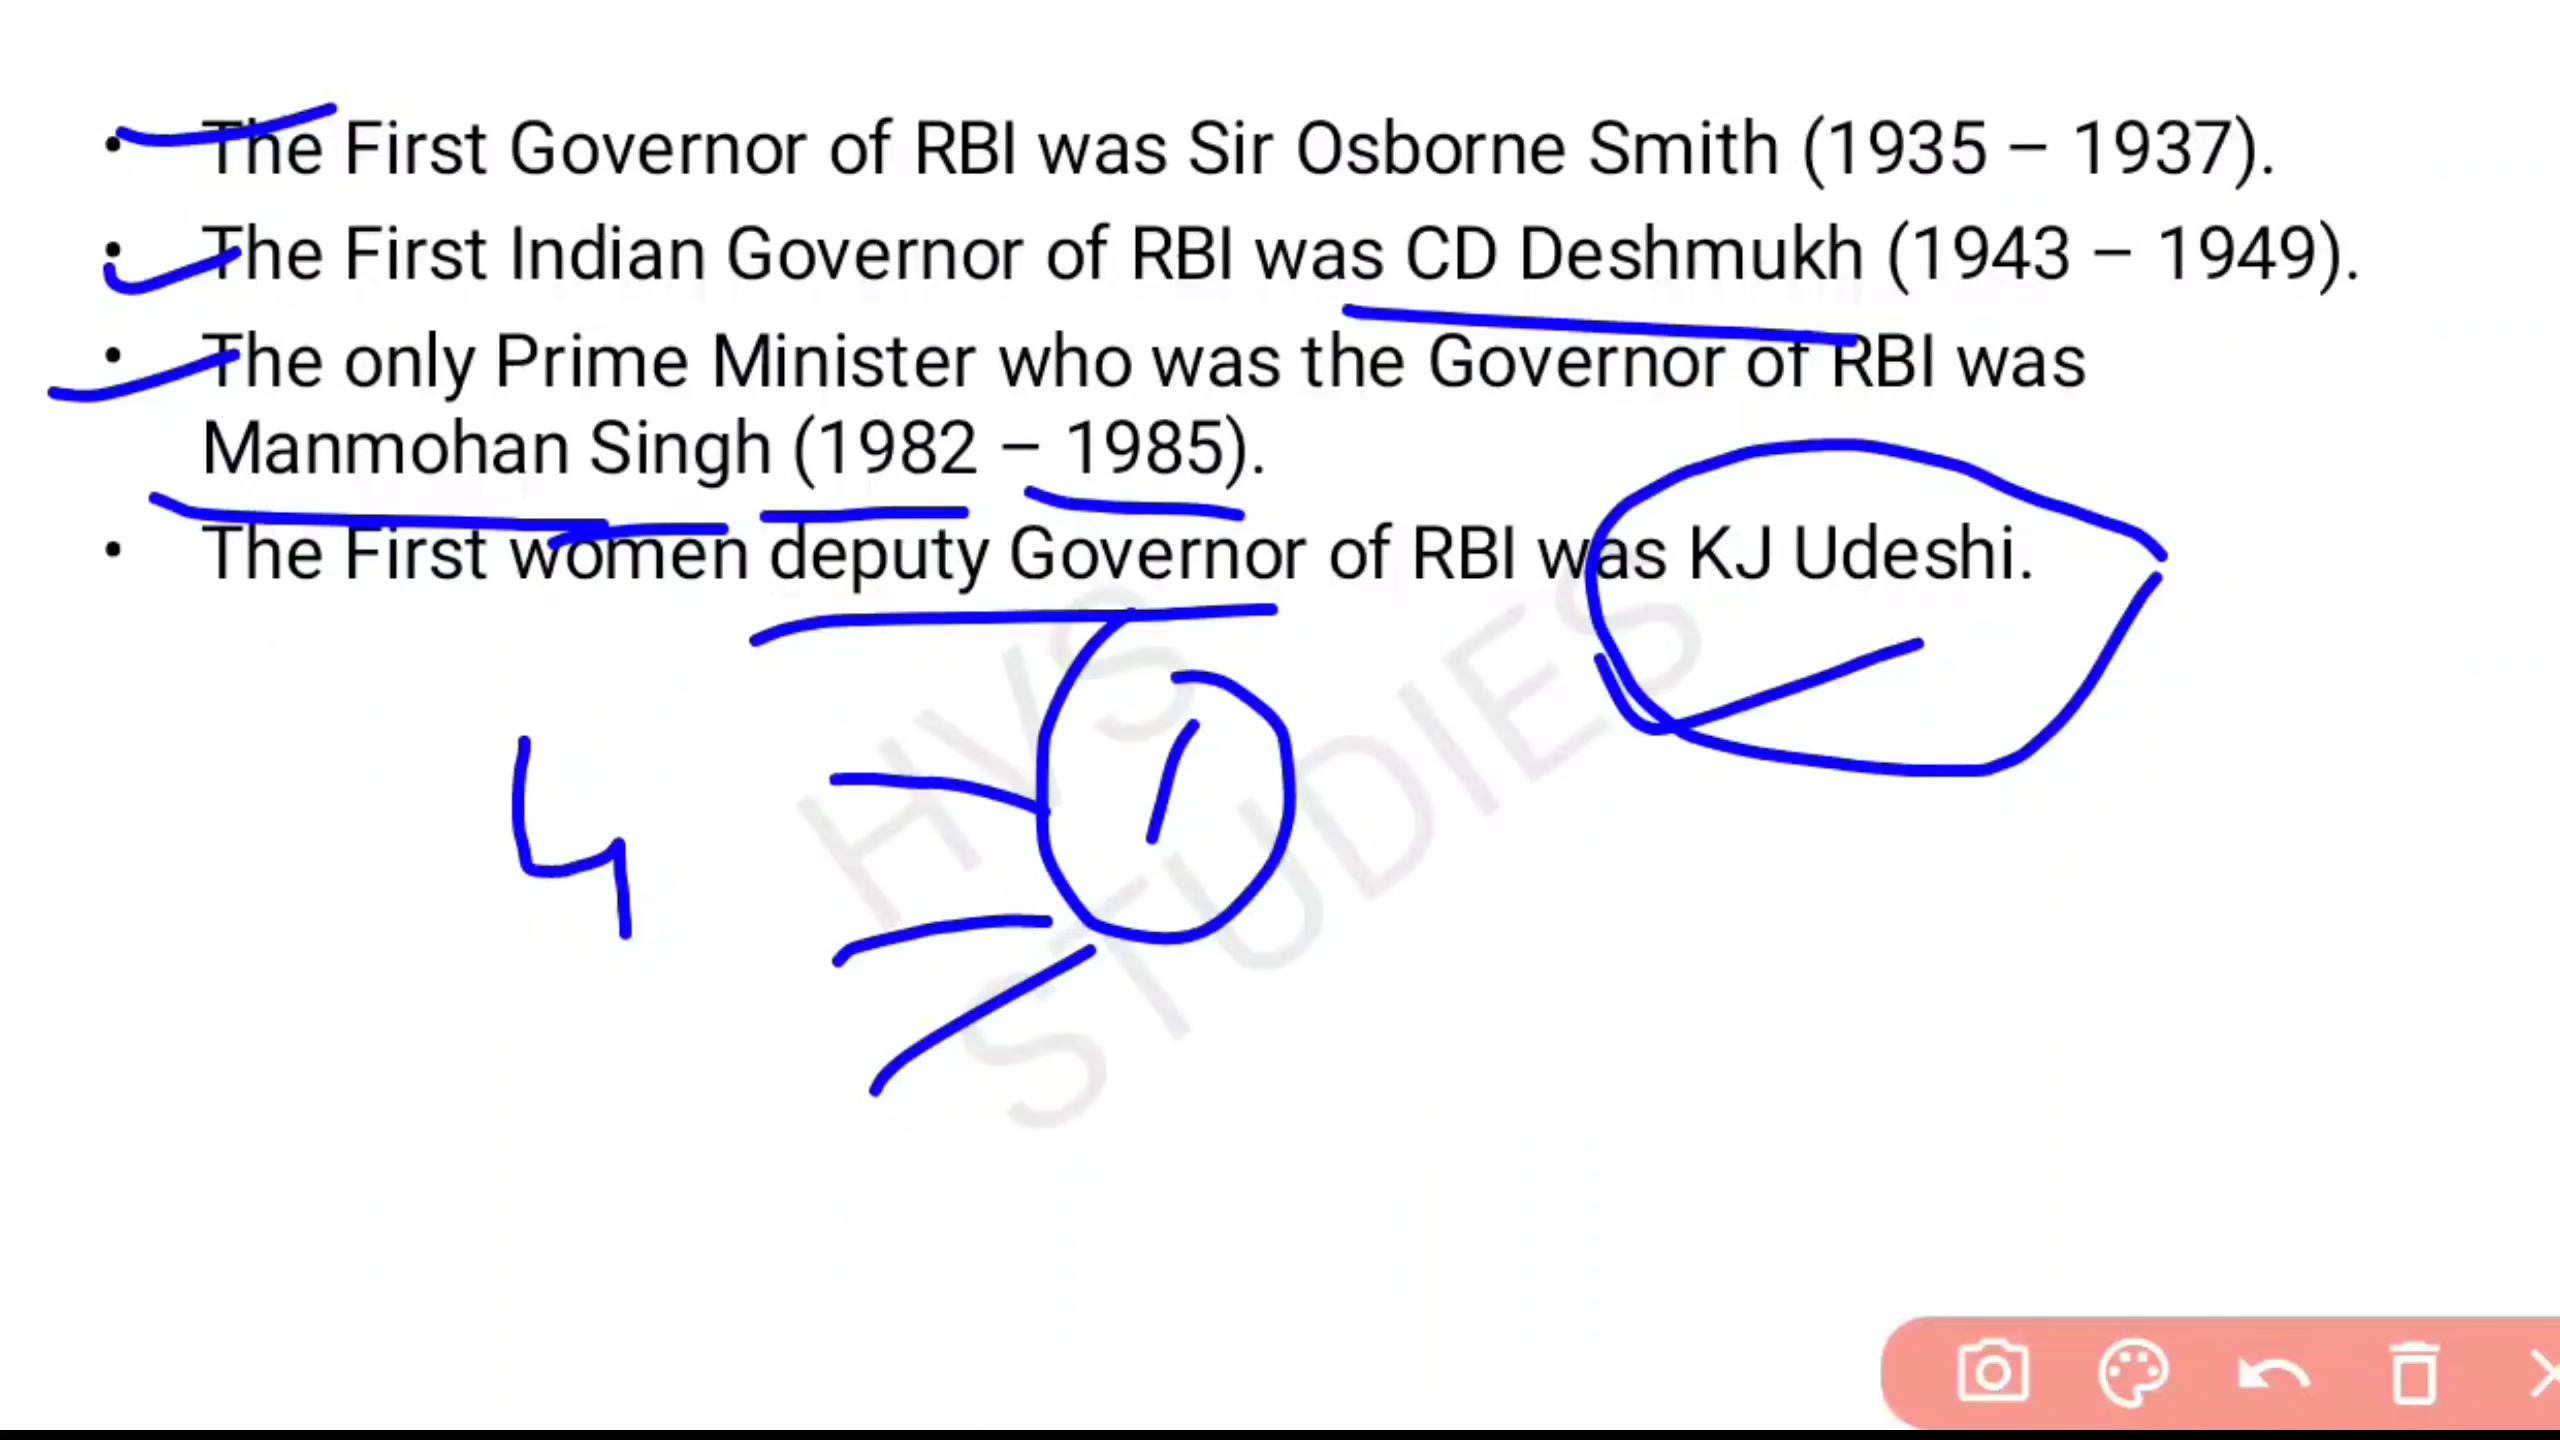 • The First Governor of RBI was Sir Osborne Smith (1935 – 1937).
• The First Indian Governor of RBI was CD Deshmukh (1943 – 1949).
• The only Prime Minister who was the Governor of RBI was
Manmohan Singh (1982 – 1985).
• The First women deputy Governor of RBI was KJ Udeshi.
4
1
HVS
STUDIES